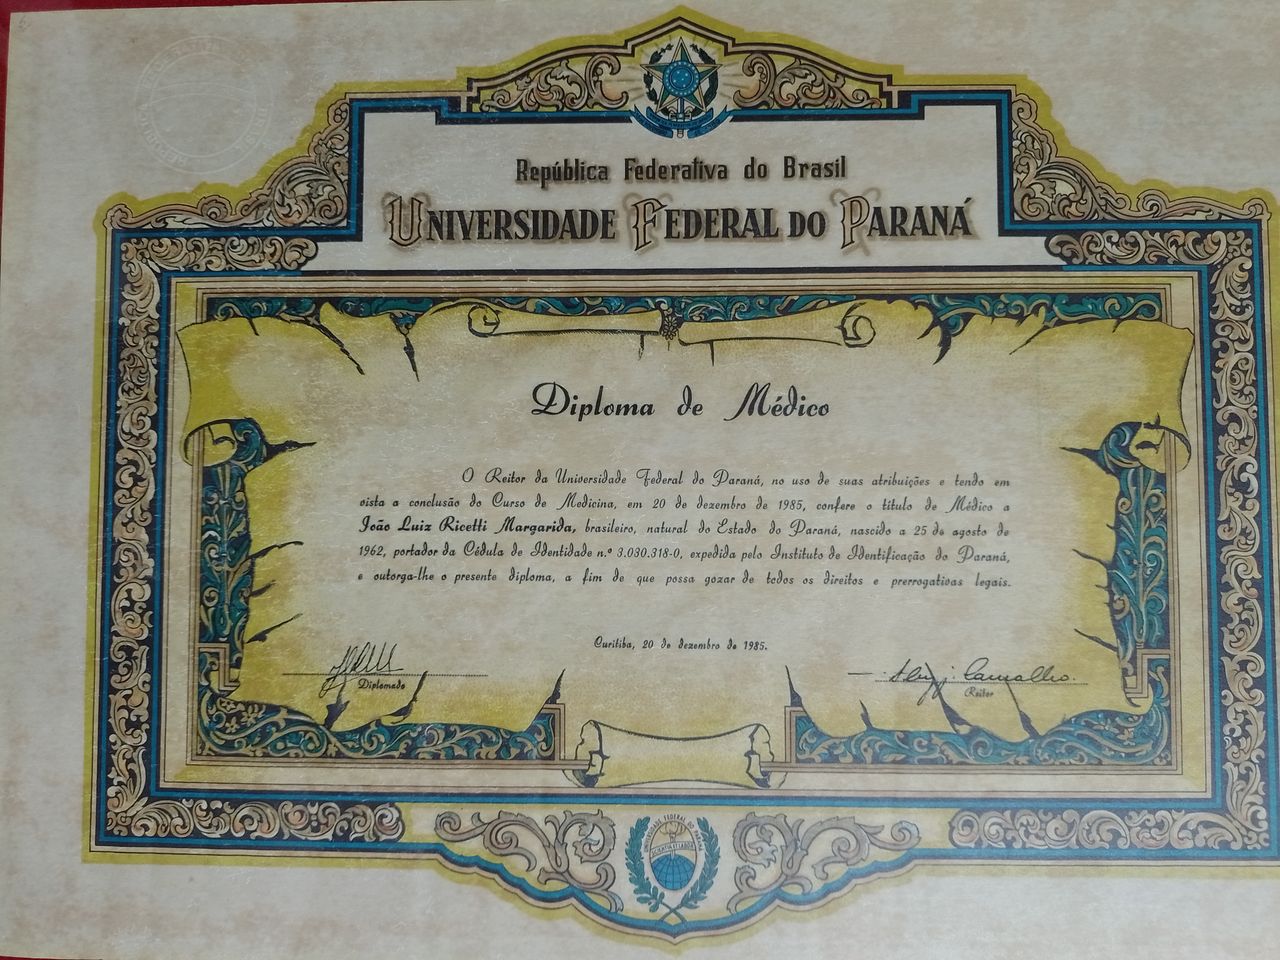 República Federativa do Brasil
UNIVERSIDADE FEDERAL DO PARANÁ
Diploma de Médico
O Reitor da Universidade Federal do Paraná, no uso de suas atribuições e tendo em
vista a conclusão do Curso de Medicina, em 20 de dezembro de 1985, confere o título de Médico a
João Luiz Ricetti Margarida, brasileiro, natural do Estado do Paraná, nascido a 25 de agosto de
1962, portador da Cédula de Identidade n.º 3.030.318-0, expedida pelo Instituto de Identificação do Paraná,
e outorga-lhe o presente diploma, a fim de que possa gozar de todos os direitos e prerrogativas legais.
Curitiba, 20 de dezembro de 1985.
Diplomado
Carvalho.
Reitor
UNIVERSIDADE FEDERAL DO PARANÁ